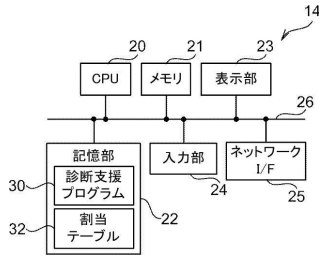 14
20
21
23
CPU
メモリ
表示部
26
記憶部
30
診断支援
プログラム
入力部
ネットワーク
I/F
32
割当
テーブル
22
24
25